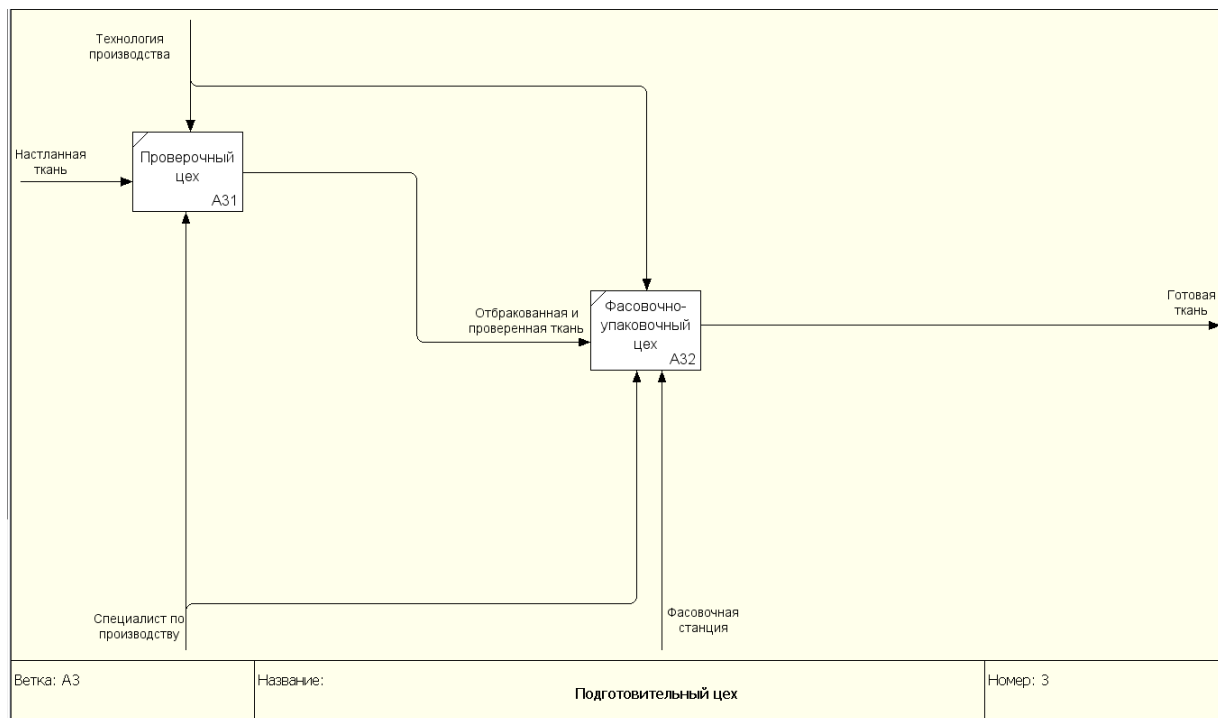 Технология
производства
Настланная
ткань
Проверочный
цех
A31
Отбракованная и
проверенная ткань
Фасовочно-
упаковочный
цех
A32
Готовая
ткань
Специалист по
производству
Фасовочная
станция
Ветка: A3
Название:
Подготовительный цех
Номер: 3